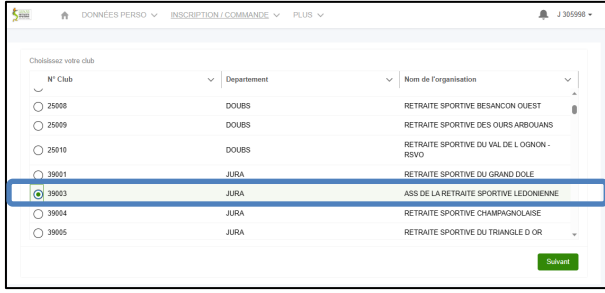 DONNÉES PERSO INSCRIPTION / COMMANDE PLUS J 305998
Choisissez votre club
N° Club Departement Nom de l'organisation
25008 DOUBS RETRAITE SPORTIVE BESANCON OUEST
25009 DOUBS RETRAITE SPORTIVE DES OURS ARBOUANS
25010 DOUBS RETRAITE SPORTIVE DU VAL DE L OGNON -
RSVO
39001 JURA RETRAITE SPORTIVE DU GRAND DOLE
39003 JURA ASS DE LA RETRAITE SPORTIVE LEDONIENNE
39004 JURA RETRAITE SPORTIVE CHAMPAGNOLAISE
39005 JURA RETRAITE SPORTIVE DU TRIANGLE D OR
Suivant